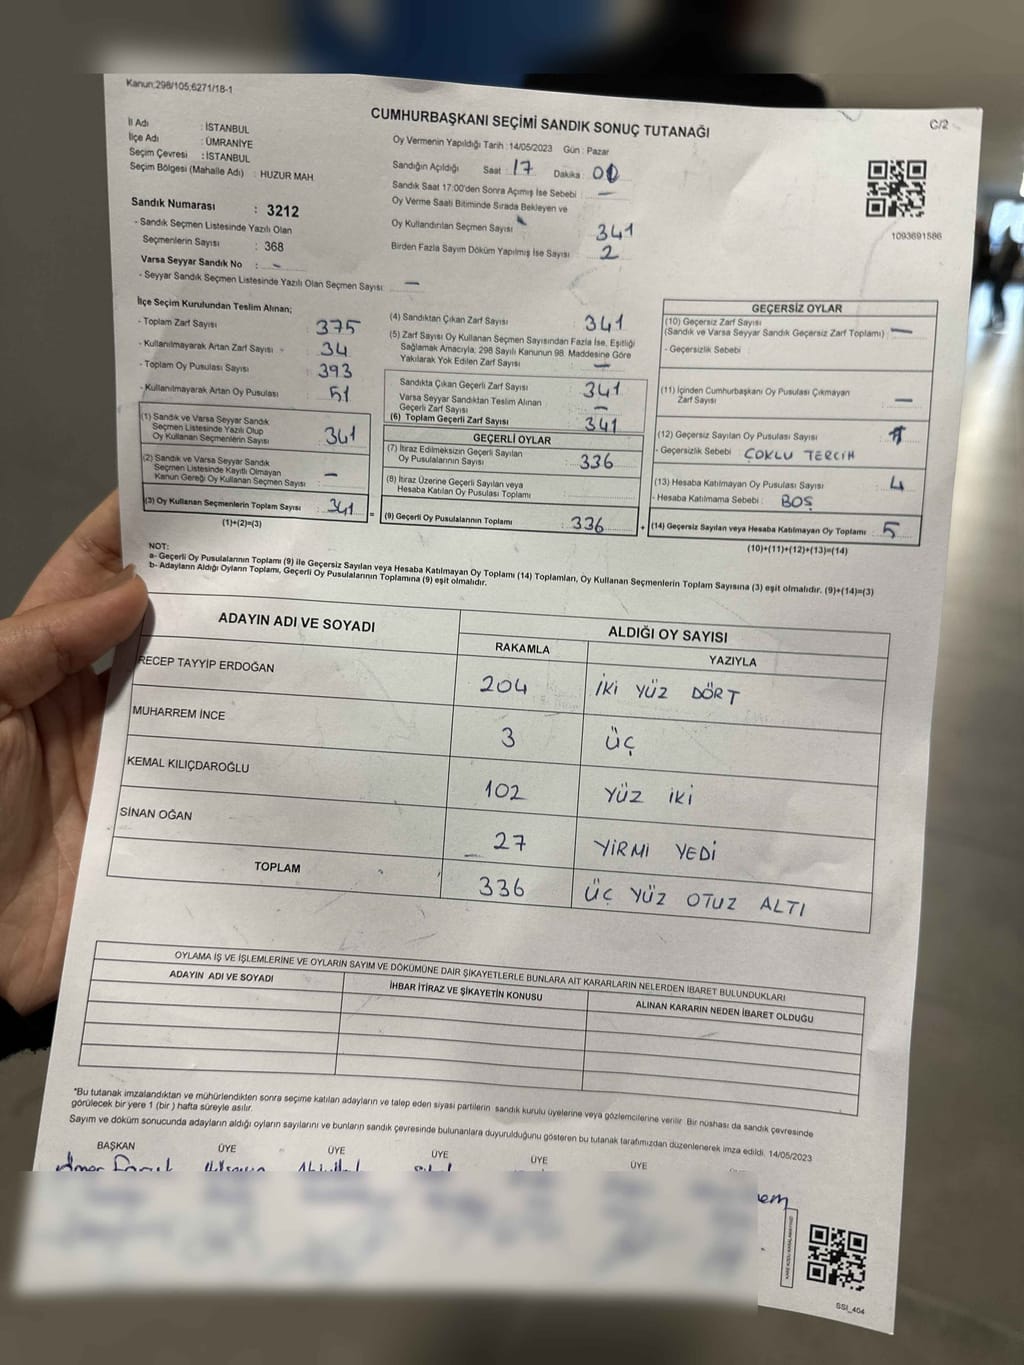 Kanun:298/105;6271/18-1
C/2
CUMHURBAŞKANI SEÇİMİ SANDIK SONUÇ TUTANAĞI
İl Adı : İSTANBUL
İlçe Adı : ÜMRANİYE
Seçim Çevresi : İSTANBUL
Seçim Bölgesi (Mahalle Adı) : HUZUR MAH.
Sandık Numarası : 3212
- Sandık Seçmen Listesinde Yazılı Olan
Seçmenlerin Sayısı : 368
Varsa Seyyar Sandık No : -
- Seyyar Sandık Seçmen Listesinde Yazılı Olan Seçmen Sayısı : -
Oy Vermenin Yapıldığı Tarih : 14/05/2023 Gün : Pazar
Sandığın Açıldığı Saat : 17 Dakika : 00
Sandık Saat 17:00'den Sonra Açımış İse Sebebi : -
Oy Verme Saati Bitiminde Sırada Bekleyen ve
Oy Kullandırılan Seçmen Sayısı 341
Birden Fazla Sayım Döküm Yapılmış İse Sayısı 2
1093691586
İlçe Seçim Kurulundan Teslim Alınan;
- Toplam Zarf Sayısı : 375
- Kullanılmayarak Artan Zarf Sayısı : 34
- Toplam Oy Pusulası Sayısı : 393
- Kullanılmayarak Artan Oy Pusulası : 51
(1) Sandık ve Varsa Seyyar Sandık
Seçmen Listesinde Yazılı Olup
Oy Kullanan Seçmenlerin Sayısı : 341
(2) Sandık ve Varsa Seyyar Sandık
Seçmen Listesinde Kayıtlı Olmayan
Kanun Gereği Oy Kullanan Seçmen Sayısı : -
(3) Oy Kullanan Seçmenlerin Toplam Sayısı : 341
(1)+(2)=(3)
(4) Sandıktan Çıkan Zarf Sayısı : 341
(5) Zarf Sayısı Oy Kullanan Seçmen Sayısından Fazla İse, Eşitliği
Sağlamak Amacıyla; 298 Sayılı Kanunun 98. Maddesine Göre
Yakılarak Yok Edilen Zarf Sayısı : -
Sandıkta Çıkan Geçerli Zarf Sayısı : 341
Varsa Seyyar Sandıktan Teslim Alınan
Geçerli Zarf Sayısı : -
(6) Toplam Geçerli Zarf Sayısı : 341
GEÇERLİ OYLAR
(7) İtiraz Edilmeksizin Geçerli Sayılan
Oy Pusulalarının Sayısı : 336
(8) İtiraz Üzerine Geçerli Sayılan veya
Hesaba Katılan Oy Pusulası Toplamı :
(9) Geçerli Oy Pusulalarının Toplamı : 336
GEÇERSİZ OYLAR
(10) Geçersiz Zarf Sayısı
(Sandık ve Varsa Seyyar Sandık Geçersiz Zarf Toplamı) : -
- Geçersizlik Sebebi :
(11) İçinden Cumhurbaşkanı Oy Pusulası Çıkmayan
Zarf Sayısı : -
(12) Geçersiz Sayılan Oy Pusulası Sayısı :
- Geçersizlik Sebebi : ÇOKLU TERCİH
(13) Hesaba Katılmayan Oy Pusulası Sayısı : 4
- Hesaba Katılmama Sebebi : BOŞ
(14) Geçersiz Sayılan veya Hesaba Katılmayan Oy Toplamı : 5
(10)+(11)+(12)+(13)=(14)
NOT:
a- Geçerli Oy Pusulalarının Toplamı (9) ile Geçersiz Sayılan veya Hesaba Katılmayan Oy Toplamı (14) Toplamları, Oy Kullanan Seçmenlerin Toplam Sayısına (3) eşit olmalıdır. (9)+(14)=(3)
b- Adayların Aldığı Oyların Toplamı, Geçerli Oy Pusulalarının Toplamına (9) eşit olmalıdır.
ADAYIN ADI VE SOYADI ALDIĞI OY SAYISI
RAKAMLA YAZIYLA
RECEP TAYYİP ERDOĞAN 204 İKİ YÜZ DÖRT
MUHARREM İNCE 3 ÜÇ
KEMAL KILIÇDAROĞLU 102 YÜZ İKİ
SİNAN OĞAN 27 YİRMİ YEDİ
TOPLAM 336 ÜÇ YÜZ OTUZ ALTI
OYLAMA İŞ VE İŞLEMLERİNE VE OYLARIN SAYIM VE DÖKÜMÜNE DAİR ŞİKAYETLERLE BUNLARA AİT KARARLARIN NELERDEN İBARET BULUNDUKLARI
ADAYIN ADI VE SOYADI İHBAR İTİRAZ VE ŞİKAYETİN KONUSU ALINAN KARARIN NEDEN İBARET OLDUĞU
*Bu tutanak imzalandıktan ve mühürlendikten sonra seçime katılan adayların ve talep eden siyasi partilerin sandık kurulu üyelerine veya gözlemcilerine verilir. Bir nüshası da sandık çevresinde
görülecek bir yere 1 (bir) hafta süreyle asılır.
Sayım ve döküm sonucunda adayların aldığı oyların sayılarını ve bunların sandık çevresinde bulunanlara duyurulduğunu gösteren bu tutanak tarafımızdan düzenlenerek imza edildi. 14/05/2023
BAŞKAN ÜYE ÜYE ÜYE ÜYE ÜYE
SSI_404